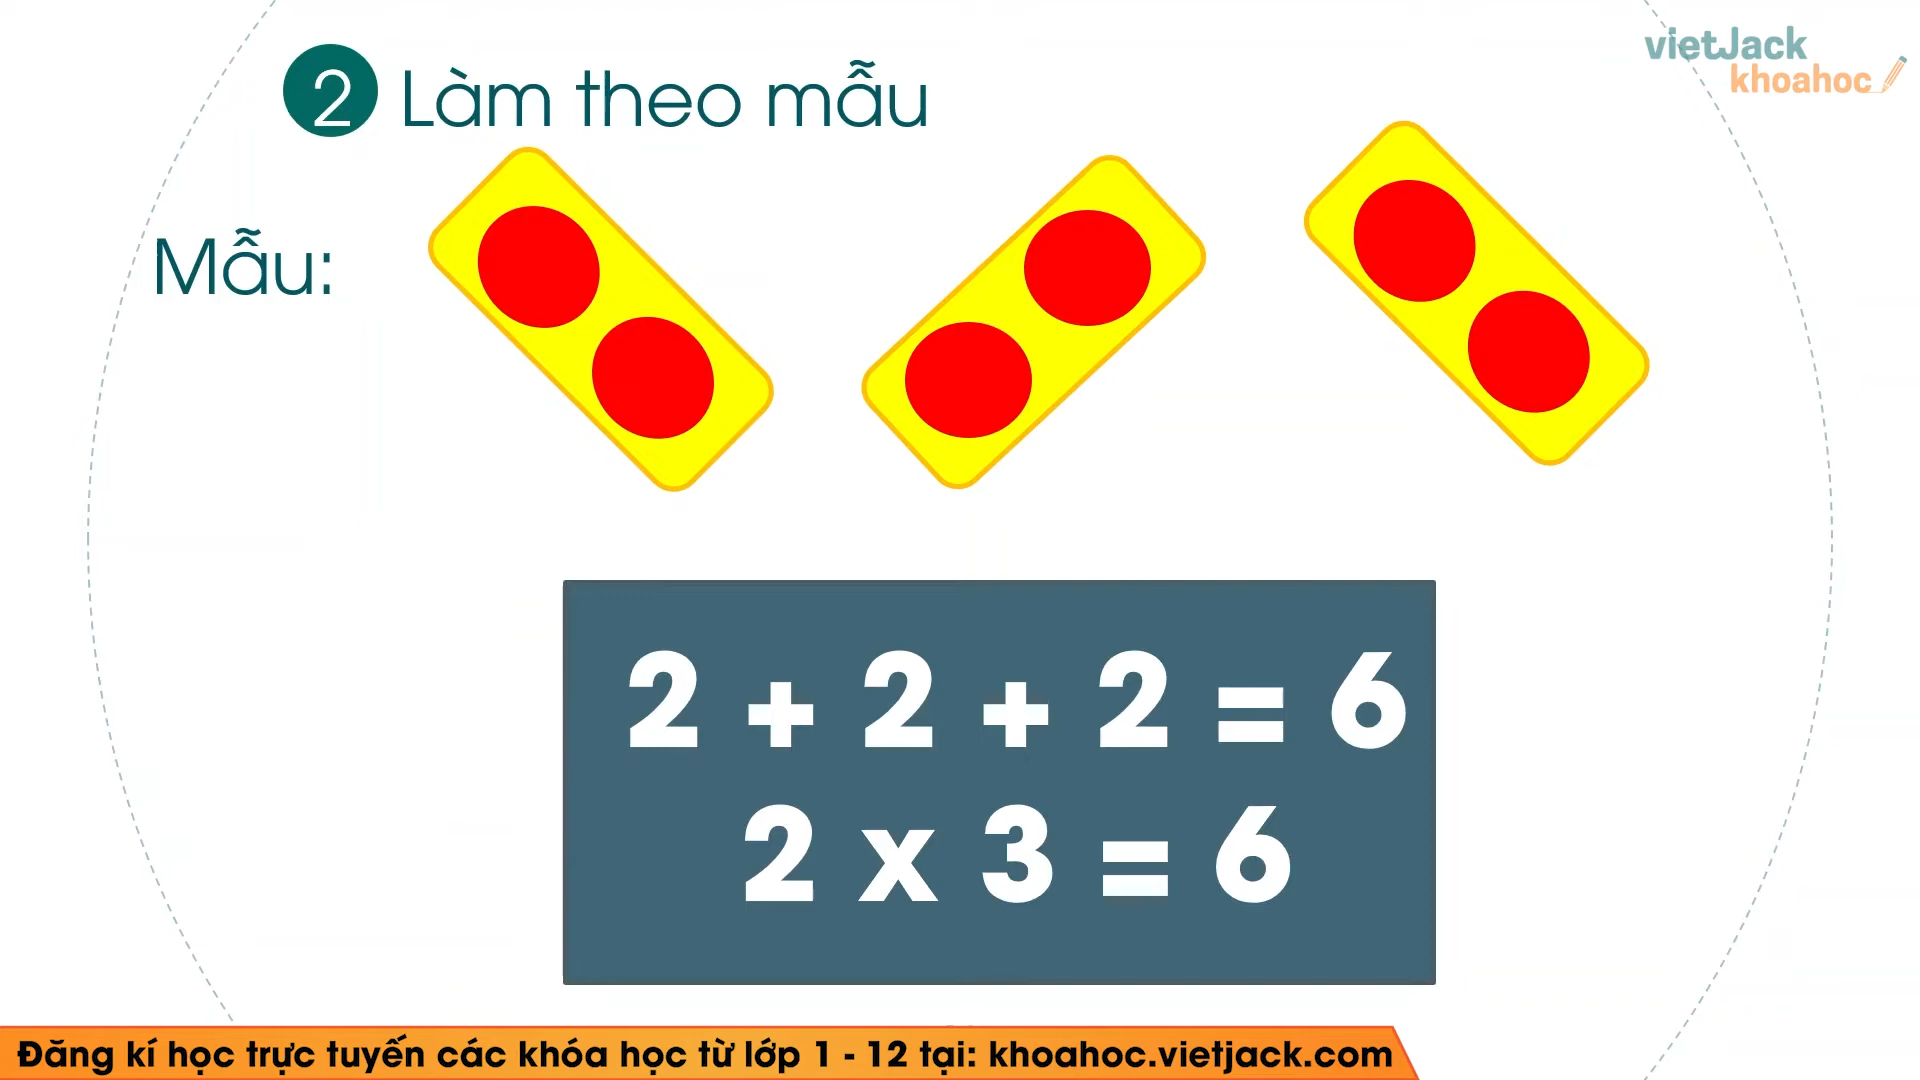 vietJack
khoahoc
2 Làm theo mẫu
Mẫu:
2 + 2 + 2 = 6
2 x 3 = 6
Đăng kí học trực tuyến các khóa học từ lớp 1 - 12 tại: khoahoc.vietjack.com